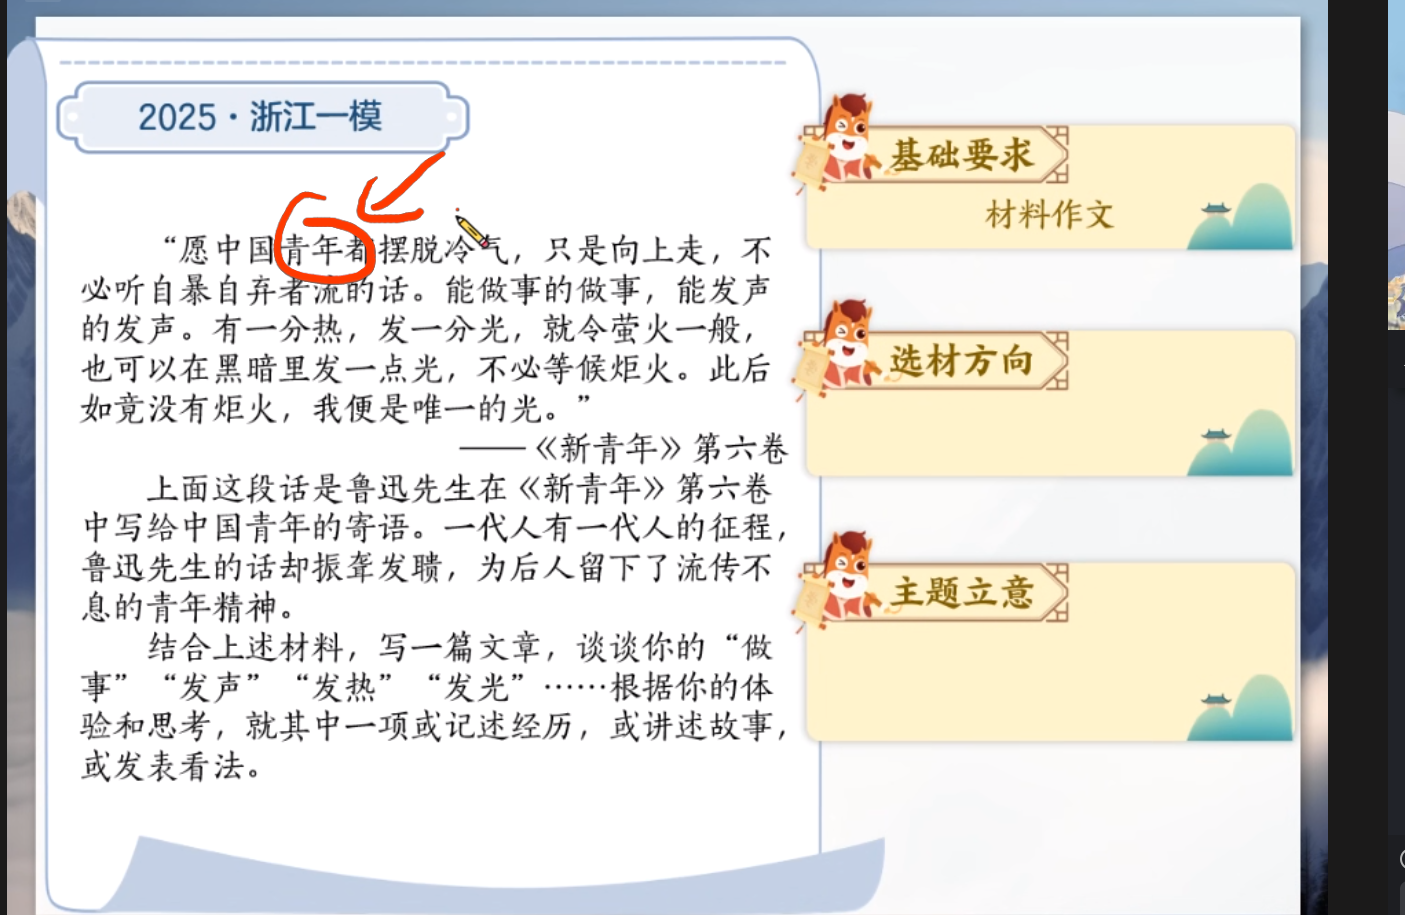 2025·浙江一模
“愿中国青年都摆脱冷气，只是向上走，不
必听自暴自弃者流的话。能做事的做事，能发声
的发声。有一分热，发一分光，就令萤火一般，
也可以在黑暗里发一点光，不必等候炬火。此后
如竟没有炬火，我便是唯一的光。”
——《新青年》第六卷
上面这段话是鲁迅先生在《新青年》第六卷
中写给中国青年的寄语。一代人有一代人的征程，
鲁迅先生的话却振聋发聩，为后人留下了流传不
息的青年精神。
结合上述材料，写一篇文章，谈谈你的“做
事”“发声”“发热”“发光”……根据你的体
验和思考，就其中一项或记述经历，或讲述故事，
或发表看法。
基础要求
材料作文
选材方向
主题立意